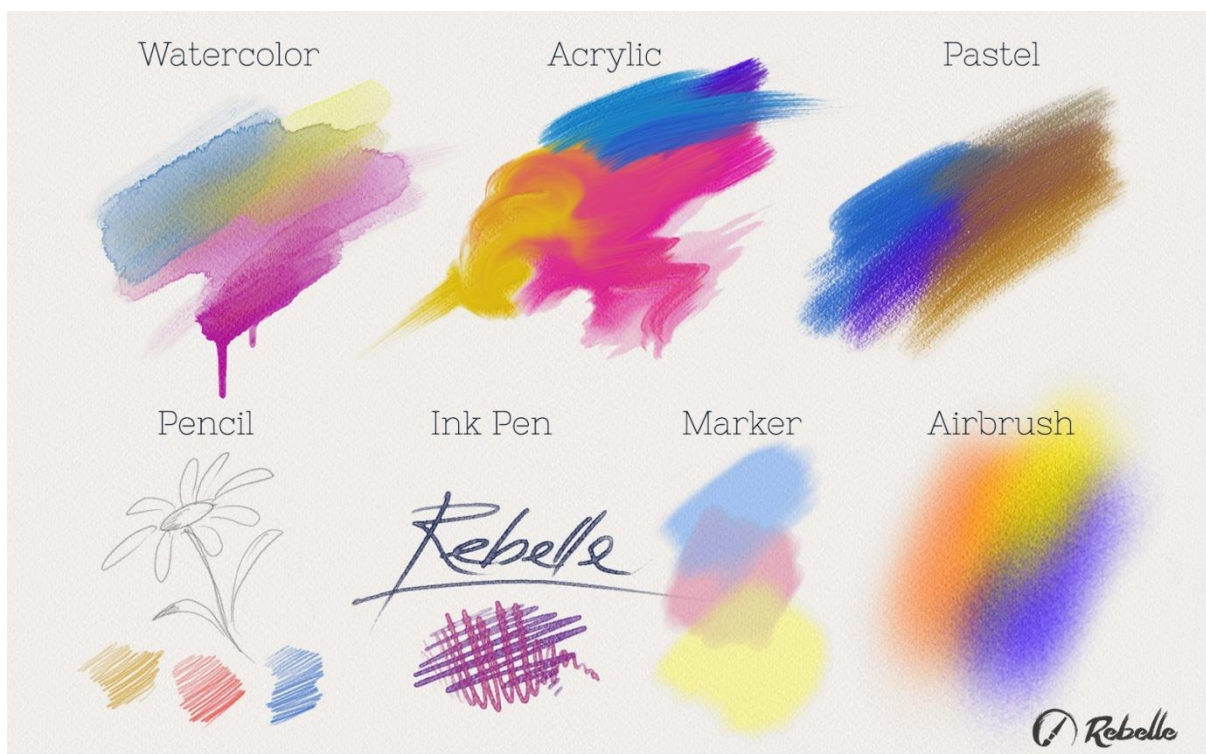 Watercolor
Acrylic
Pastel
Pencil
Ink Pen
Marker
Airbrush
Rebelle
Rebelle